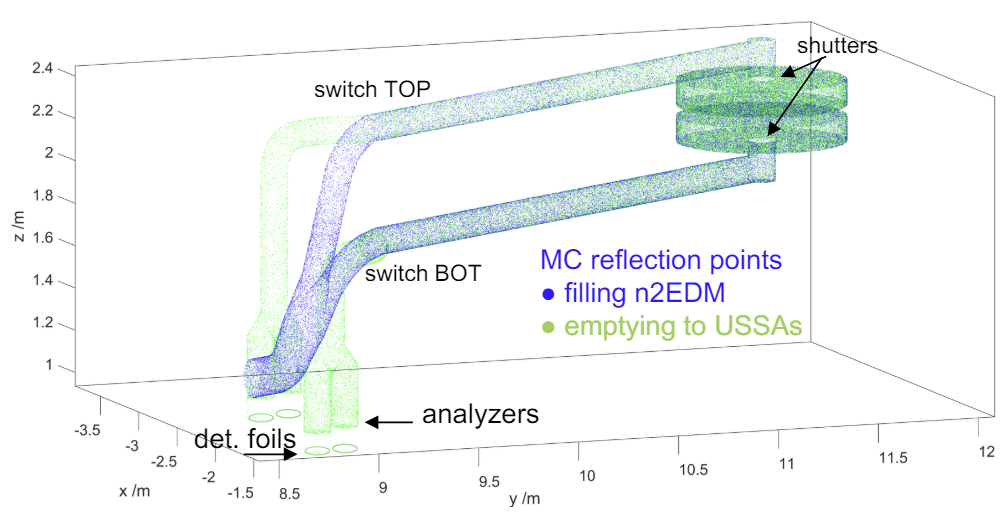 shutters
2.4
switch TOP
2.2
2
1.8
z /m
1.6
switch BOT
MC reflection points
● filling n2EDM
● emptying to USSAs
1.4
1.2
1
analyzers
det. foils
-3.5
-3
-2.5
-2
-1.5
x /m
8.5
9
9.5
10
10.5
11
11.5
12
y /m